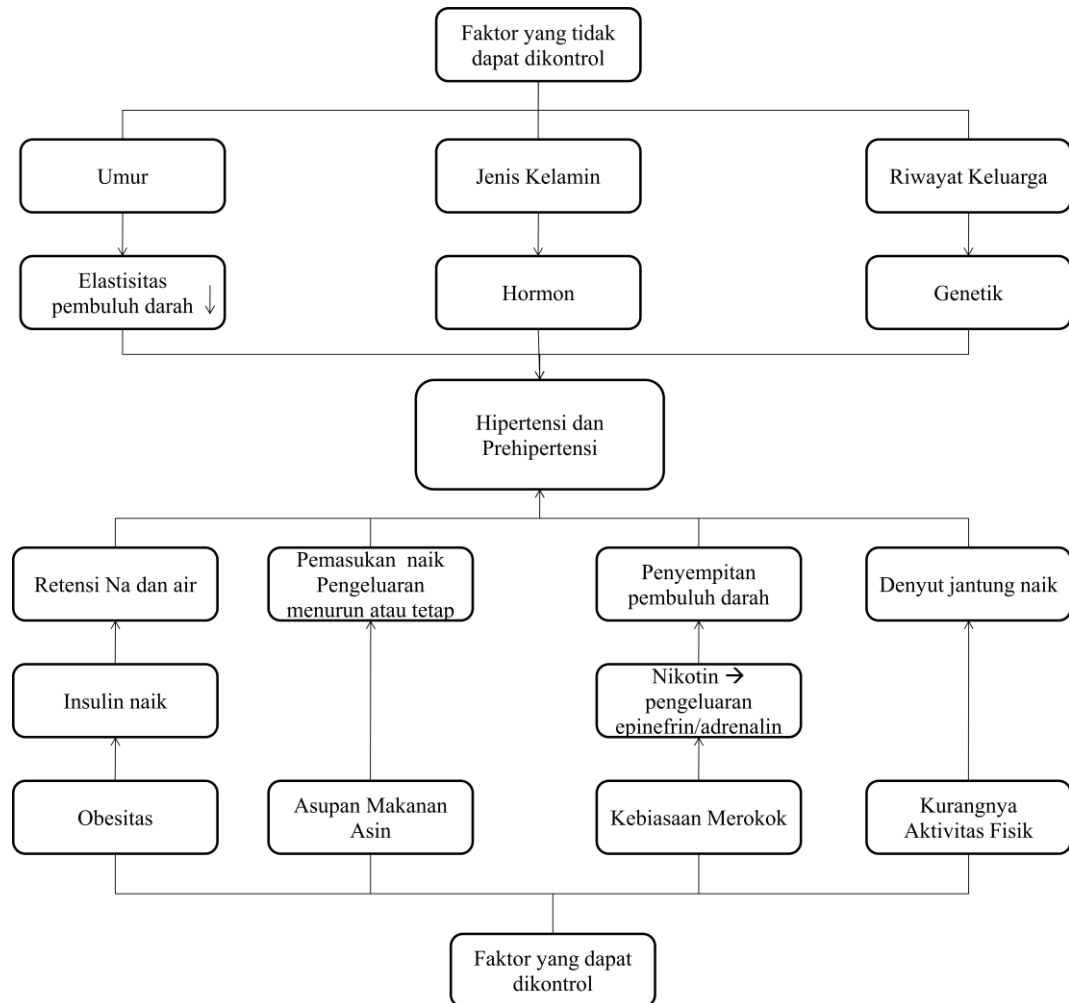 Faktor yang tidak
dapat dikontrol
Umur
Jenis Kelamin
Riwayat Keluarga
Elastisitas
pembuluh darah ↓
Hormon
Genetik
Hipertensi dan
Prehipertensi
Retensi Na dan air
Pemasukan naik
Pengeluaran
menurun atau tetap
Penyempitan
pembuluh darah
Denyut jantung naik
Insulin naik
Nikotin →
pengeluaran
epinefrin/adrenalin
Obesitas
Asupan Makanan
Asin
Kebiasaan Merokok
Kurangnya
Aktivitas Fisik
Faktor yang dapat
dikontrol